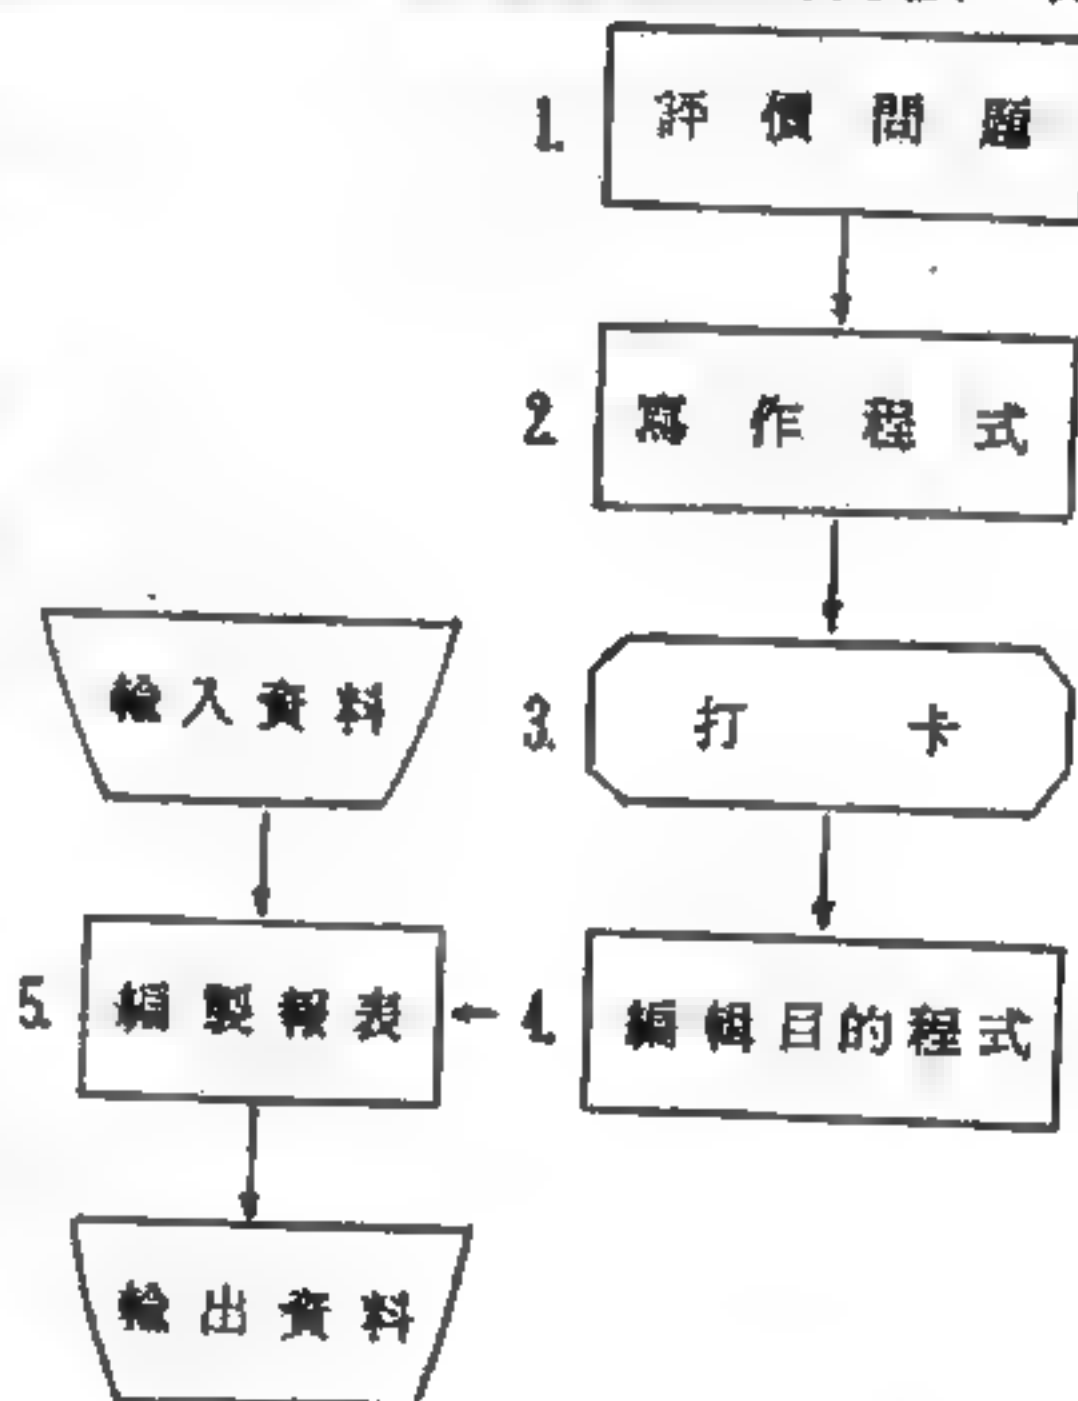 1. 評價問題
2. 寫作程式
3. 打卡
4. 編輯目的程式
輸入資料
5. 編製報表
輸出資料